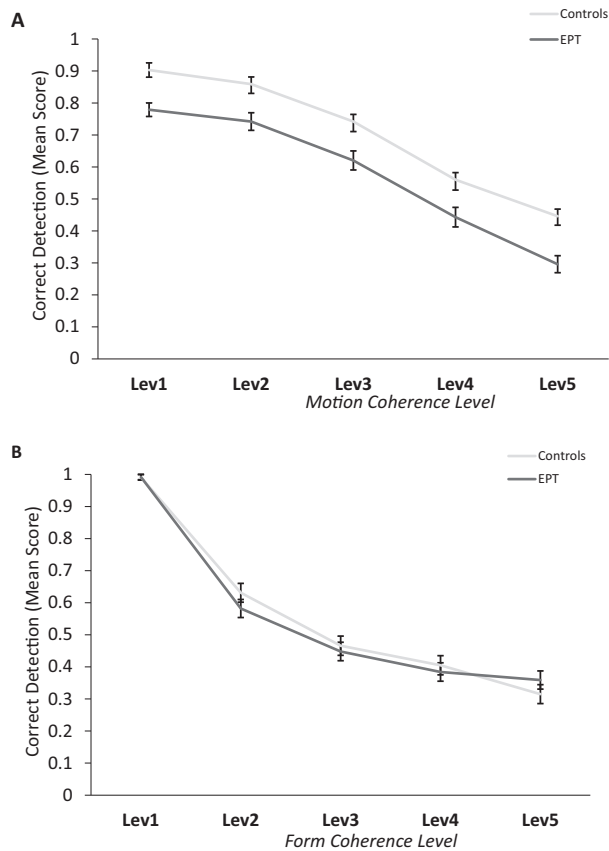 A
Controls
EPT
Correct Detection (Mean Score)
1
0.9
0.8
0.7
0.6
0.5
0.4
0.3
0.2
0.1
0
Lev1 Lev2 Lev3 Lev4 Lev5
Motion Coherence Level
B
Controls
EPT
Correct Detection (Mean Score)
1
0.9
0.8
0.7
0.6
0.5
0.4
0.3
0.2
0.1
0
Lev1 Lev2 Lev3 Lev4 Lev5
Form Coherence Level